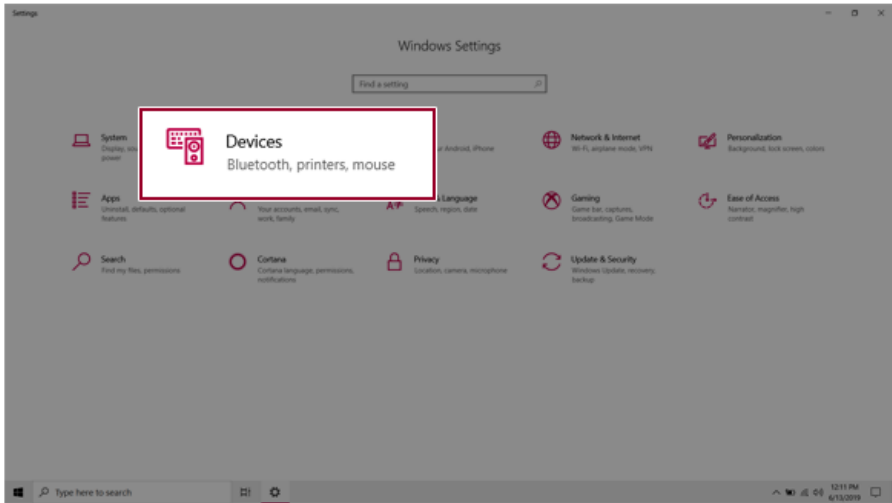 Settings
Windows Settings
Find a setting
System
Display, sou
power
Devices
Bluetooth, printers, mouse
Android, iPhone
Network & Internet
Wi-Fi, airplane mode, VPN
Personalization
Background, lock screen, colors
Apps
Uninstall, defaults, optional
features
Your accounts, email, sync,
work, family
Language
Speech, region, date
Gaming
Game bar, captures,
broadcasting, Game Mode
Ease of Access
Narrator, magnifier, high
contrast
Search
Find my files, permissions
Cortana
Cortana language, permissions,
notifications
Privacy
Location, camera, microphone
Update & Security
Windows Update, recovery,
backup
Type here to search
12:11 PM
6/13/2019